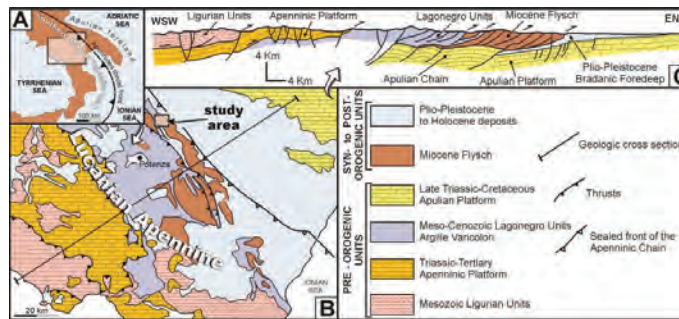 A
ADRIATIC
SEA
Apulian Foreland
TYRRHENIAN
SEA
IONIAN
SEA
100 km
WSW
Ligurian Units
Apenninic Platform
Lagonegro Units
Miocene Flysch
4 Km
4 Km
Apulian Chain
Apulian Platform
Plio-Pleistocene
Bradanic Foredeep
study
area
Potenza
Lucanian Apennine
IONIAN
SEA
20 km
B
SYN- to POST-
OROGENIC UNITS
Plio-Pleistocene
to Holocene deposits
Miocene Flysch
PRE-OROGENIC
UNITS
Late Triassic-Cretaceous
Apulian Platform
Meso-Cenozoic Lagonegro Units
Argille Varicolori
Triassic-Tertiary
Apenninic Platform
Mesozoic Ligurian Units
Geologic cross section
Thrusts
Sealed front of the
Apenninic Chain